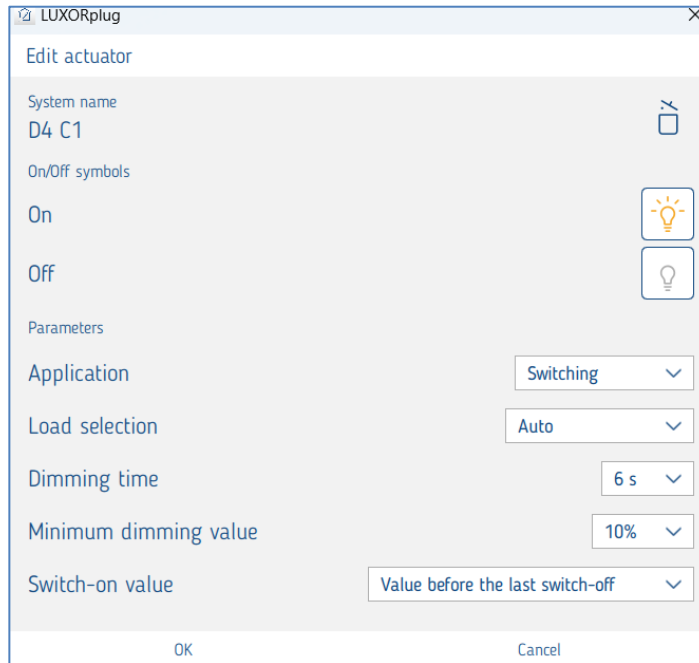 LUXORplug
Edit actuator
System name
D4 C1
On/Off symbols
On
Off
Parameters
Application Switching
Load selection Auto
Dimming time 6 s
Minimum dimming value 10%
Switch-on value Value before the last switch-off
OK Cancel